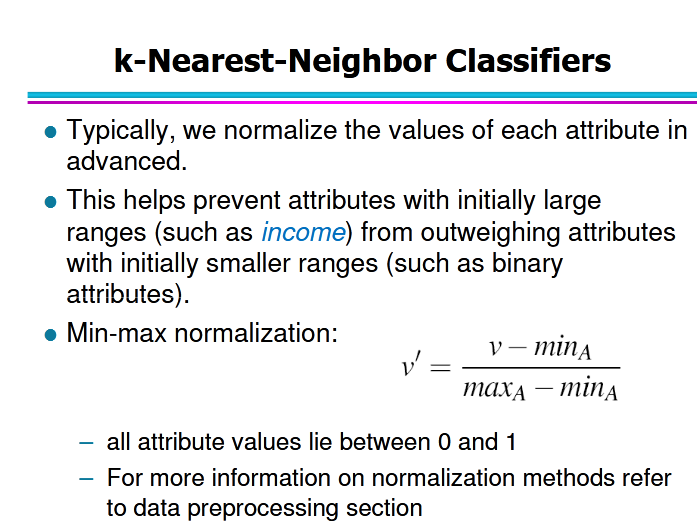 k-Nearest-Neighbor Classifiers
● Typically, we normalize the values of each attribute in
advanced.
● This helps prevent attributes with initially large
ranges (such as income) from outweighing attributes
with initially smaller ranges (such as binary
attributes).
● Min-max normalization:
v′ = (v − min_A) / (max_A − min_A)
– all attribute values lie between 0 and 1
– For more information on normalization methods refer
to data preprocessing section